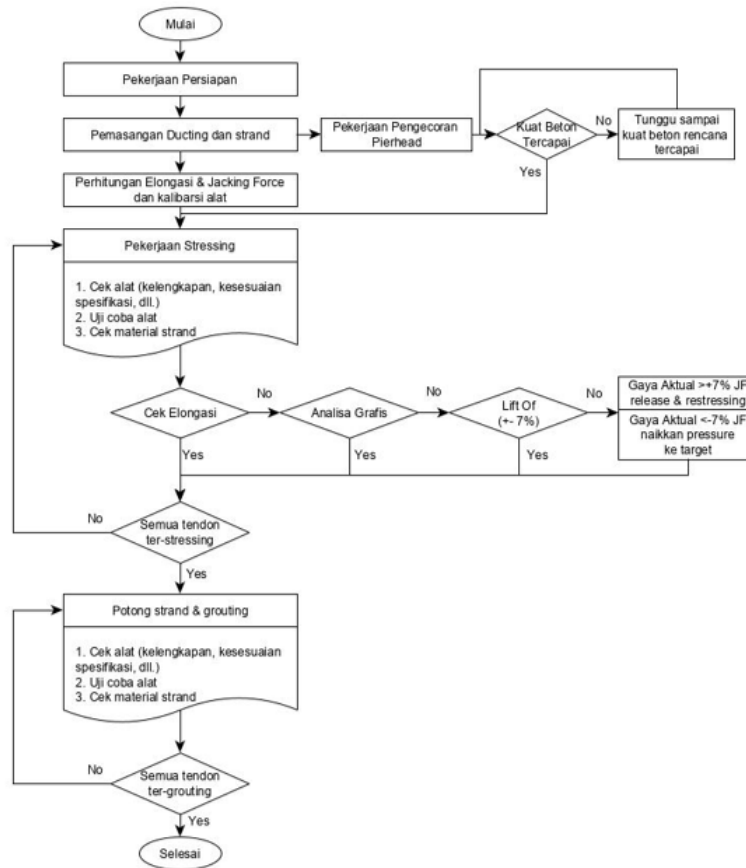 Mulai
Pekerjaan Persiapan
Pemasangan Ducting dan strand
Pekerjaan Pengecoran
Pierhead
Kuat Beton
Tercapai
No
Tunggu sampai
kuat beton rencana
tercapai
Yes
Perhitungan Elongasi & Jacking Force
dan kalibarsi alat
Pekerjaan Stressing
1. Cek alat (kelengkapan, kesesuaian
spesifikasi, dll.)
2. Uji coba alat
3. Cek material strand
Cek Elongasi
No
Analisa Grafis
No
Lift Of
(+- 7%)
No
Gaya Aktual >+7% JF
release & restressing
Gaya Aktual <-7% JF
naikkan pressure
ke target
Yes
Yes
Yes
Semua tendon
ter-stressing
No
Yes
Potong strand & grouting
1. Cek alat (kelengkapan, kesesuaian
spesifikasi, dll.)
2. Uji coba alat
3. Cek material strand
Semua tendon
ter-grouting
No
Yes
Selesai